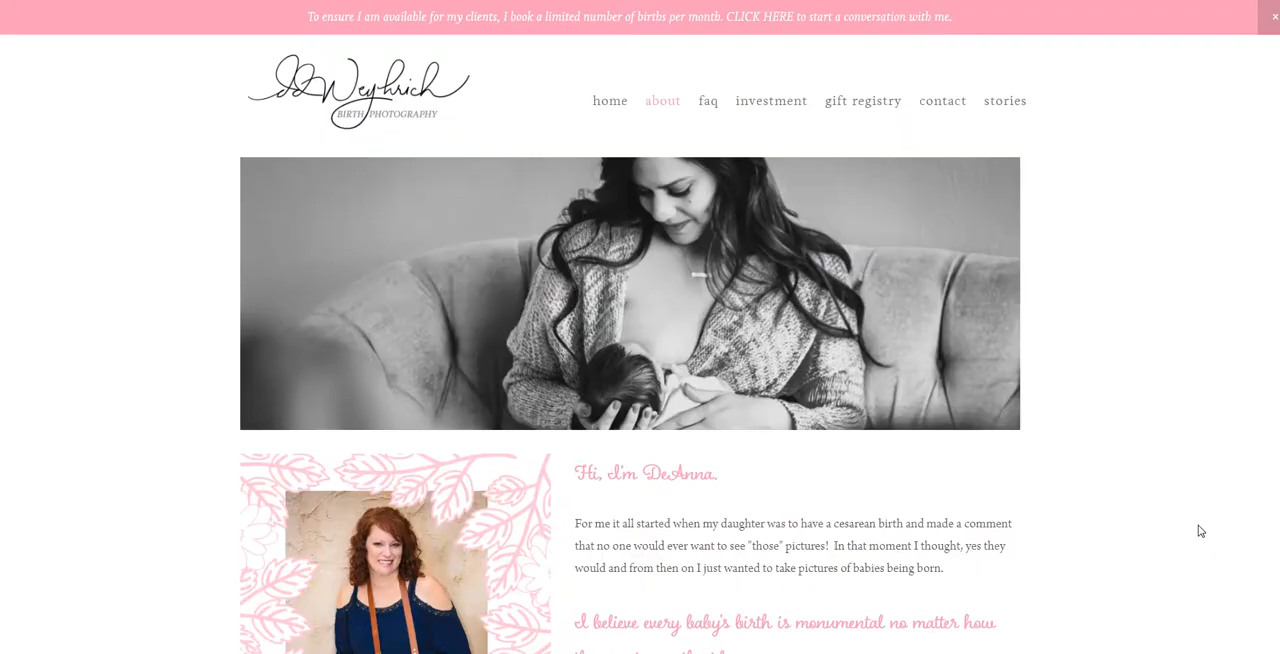 To ensure I am available for my clients, I book a limited number of births per month. CLICK HERE to start a conversation with me.
×
DDWeyhrich
BIRTH PHOTOGRAPHY
home about faq investment gift registry contact stories
Hi, I'm DeAnna.
For me it all started when my daughter was to have a cesarean birth and made a comment
that no one would ever want to see "those" pictures! In that moment I thought, yes they
would and from then on I just wanted to take pictures of babies being born.
I believe every baby's birth is monumental no matter how